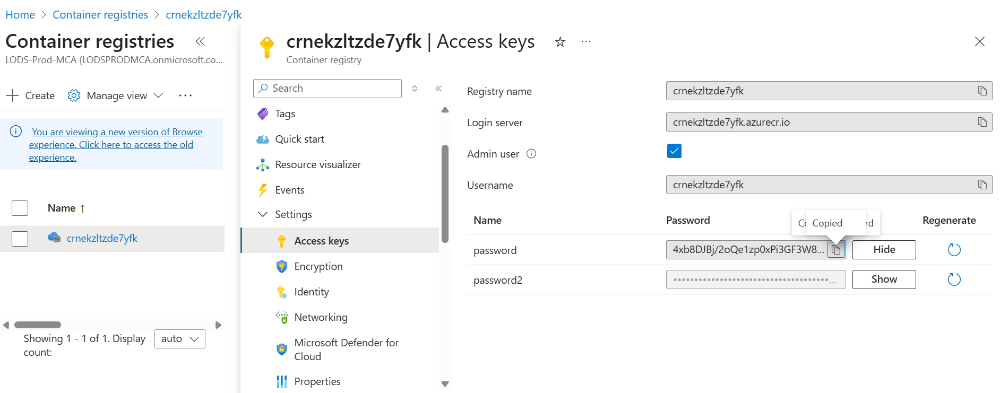 Home > Container registries > crnekzltzde7yfk
Container registries «
LODS-Prod-MCA (LODSPRODMCA.onmicrosoft.co...
+ Create Manage view ...
You are viewing a new version of Browse
experience. Click here to access the old
experience.
Name ↑
crnekzltzde7yfk
Showing 1 - 1 of 1. Display
count:
auto
crnekzltzde7yfk | Access keys ...
Container registry
Search
Tags
Quick start
Resource visualizer
Events
Settings
Access keys
Encryption
Identity
Networking
Microsoft Defender for
Cloud
Properties
Registry name crnekzltzde7yfk
Login server crnekzltzde7yfk.azurecr.io
Admin user
Username crnekzltzde7yfk
Name Password Regenerate
Copied
password 4xb8DJBj/2oQe1zp0xPi3GF3W8... Hide
password2 ••••••••••••••••••••••••••••••••••••• ... Show